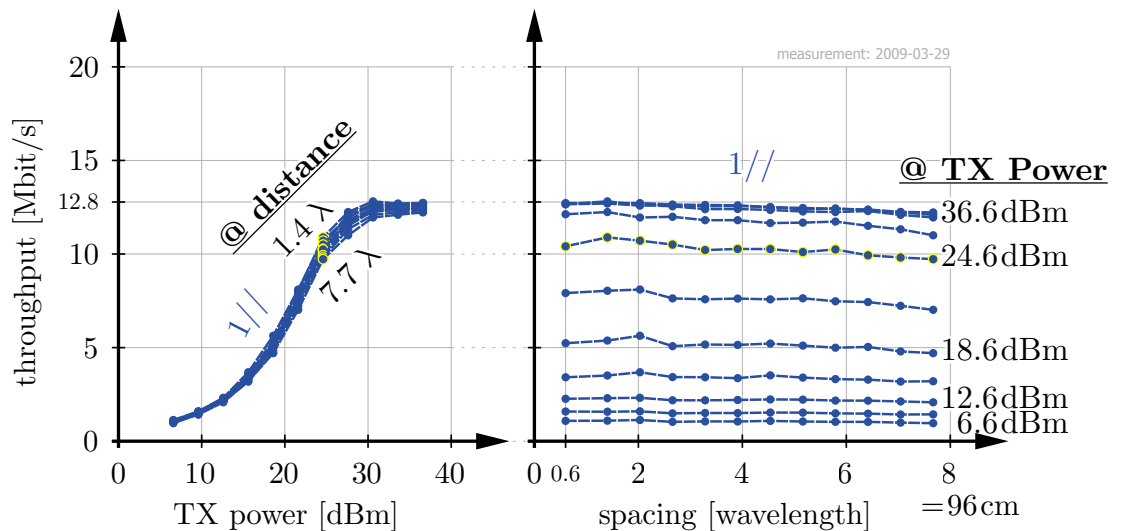 measurement: 2009-03-29
throughput [Mbit/s]
20
15
12.8
10
5
0
@ distance
1.4 λ
7.7 λ
1//
0 10 20 30 40
TX power [dBm]
1//
@ TX Power
36.6dBm
24.6dBm
18.6dBm
12.6dBm
6.6dBm
0 0.6 2 4 6 8
spacing [wavelength]
=96cm